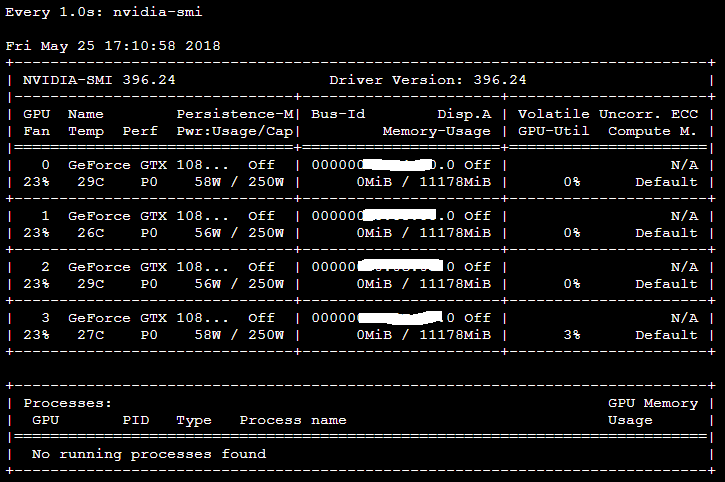 Every 1.0s: nvidia-smi
Fri May 25 17:10:58 2018
+-----------------------------------------------------------------------------+
| NVIDIA-SMI 396.24                 Driver Version: 396.24                    |
|-------------------------------+----------------------+----------------------+
| GPU  Name        Persistence-M| Bus-Id        Disp.A | Volatile Uncorr. ECC |
| Fan  Temp  Perf  Pwr:Usage/Cap|         Memory-Usage | GPU-Util  Compute M. |
|===============================+======================+======================|
|   0  GeForce GTX 108...  Off  | 000000 0.0 Off |                  N/A |
| 23%   29C    P0    58W / 250W |      0MiB / 11178MiB |      0%      Default |
+-------------------------------+----------------------+----------------------+
|   1  GeForce GTX 108...  Off  | 000000 .0 Off |                  N/A |
| 23%   26C    P0    56W / 250W |      0MiB / 11178MiB |      0%      Default |
+-------------------------------+----------------------+----------------------+
|   2  GeForce GTX 108...  Off  | 000000 0 Off |                  N/A |
| 23%   29C    P0    56W / 250W |      0MiB / 11178MiB |      0%      Default |
+-------------------------------+----------------------+----------------------+
|   3  GeForce GTX 108...  Off  | 000000 0 Off |                  N/A |
| 23%   27C    P0    58W / 250W |      0MiB / 11178MiB |      3%      Default |
+-------------------------------+----------------------+----------------------+
+-----------------------------------------------------------------------------+
| Processes:                                                       GPU Memory |
|  GPU       PID   Type   Process name                             Usage      |
|=============================================================================|
|  No running processes found                                                 |
+-----------------------------------------------------------------------------+